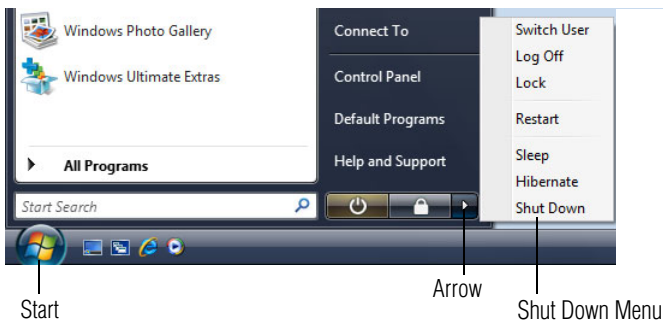 Windows Photo Gallery
Windows Ultimate Extras
All Programs
Start Search
Connect To
Control Panel
Default Programs
Help and Support
Switch User
Log Off
Lock
Restart
Sleep
Hibernate
Shut Down
Start
Arrow
Shut Down Menu